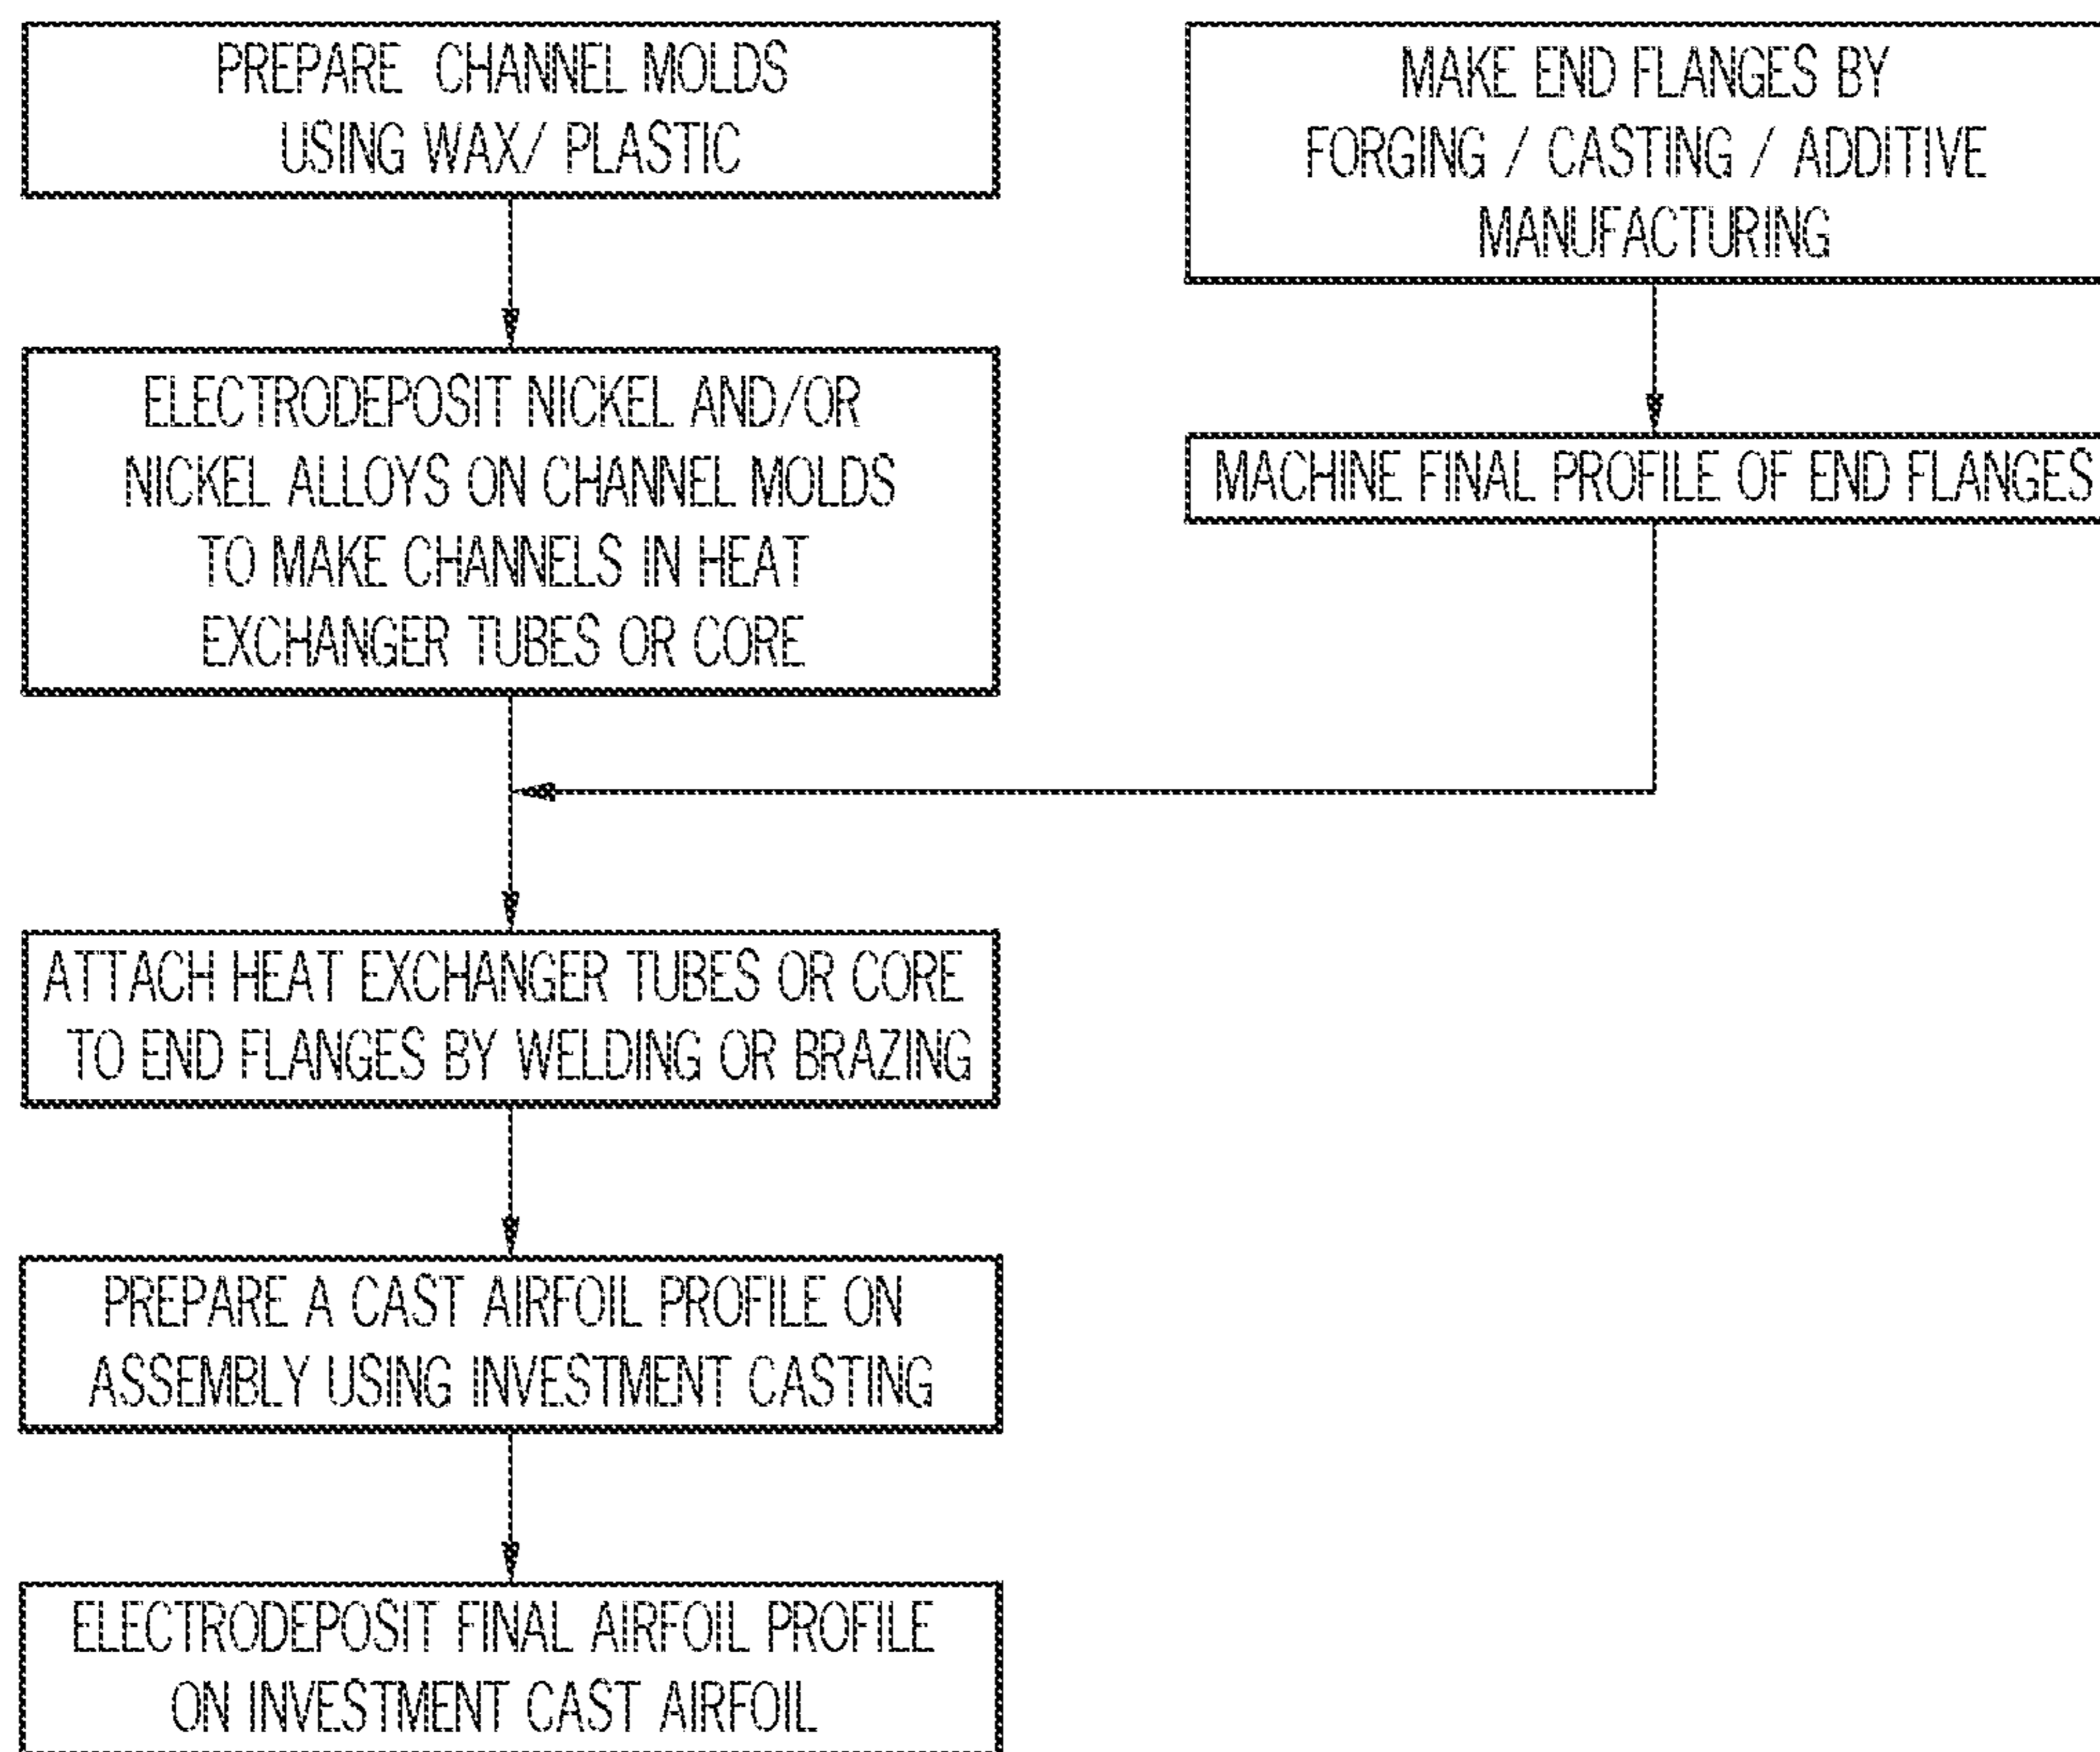 PREPARE CHANNEL MOLDS
USING WAX/ PLASTIC
MAKE END FLANGES BY
FORGING / CASTING / ADDITIVE
MANUFACTURING
ELECTRODEPOSIT NICKEL AND/OR
NICKEL ALLOYS ON CHANNEL MOLDS
TO MAKE CHANNELS IN HEAT
EXCHANGER TUBES OR CORE
MACHINE FINAL PROFILE OF END FLANGES
ATTACH HEAT EXCHANGER TUBES OR CORE
TO END FLANGES BY WELDING OR BRAZING
PREPARE A CAST AIRFOIL PROFILE ON
ASSEMBLY USING INVESTMENT CASTING
ELECTRODEPOSIT FINAL AIRFOIL PROFILE
ON INVESTMENT CAST AIRFOIL